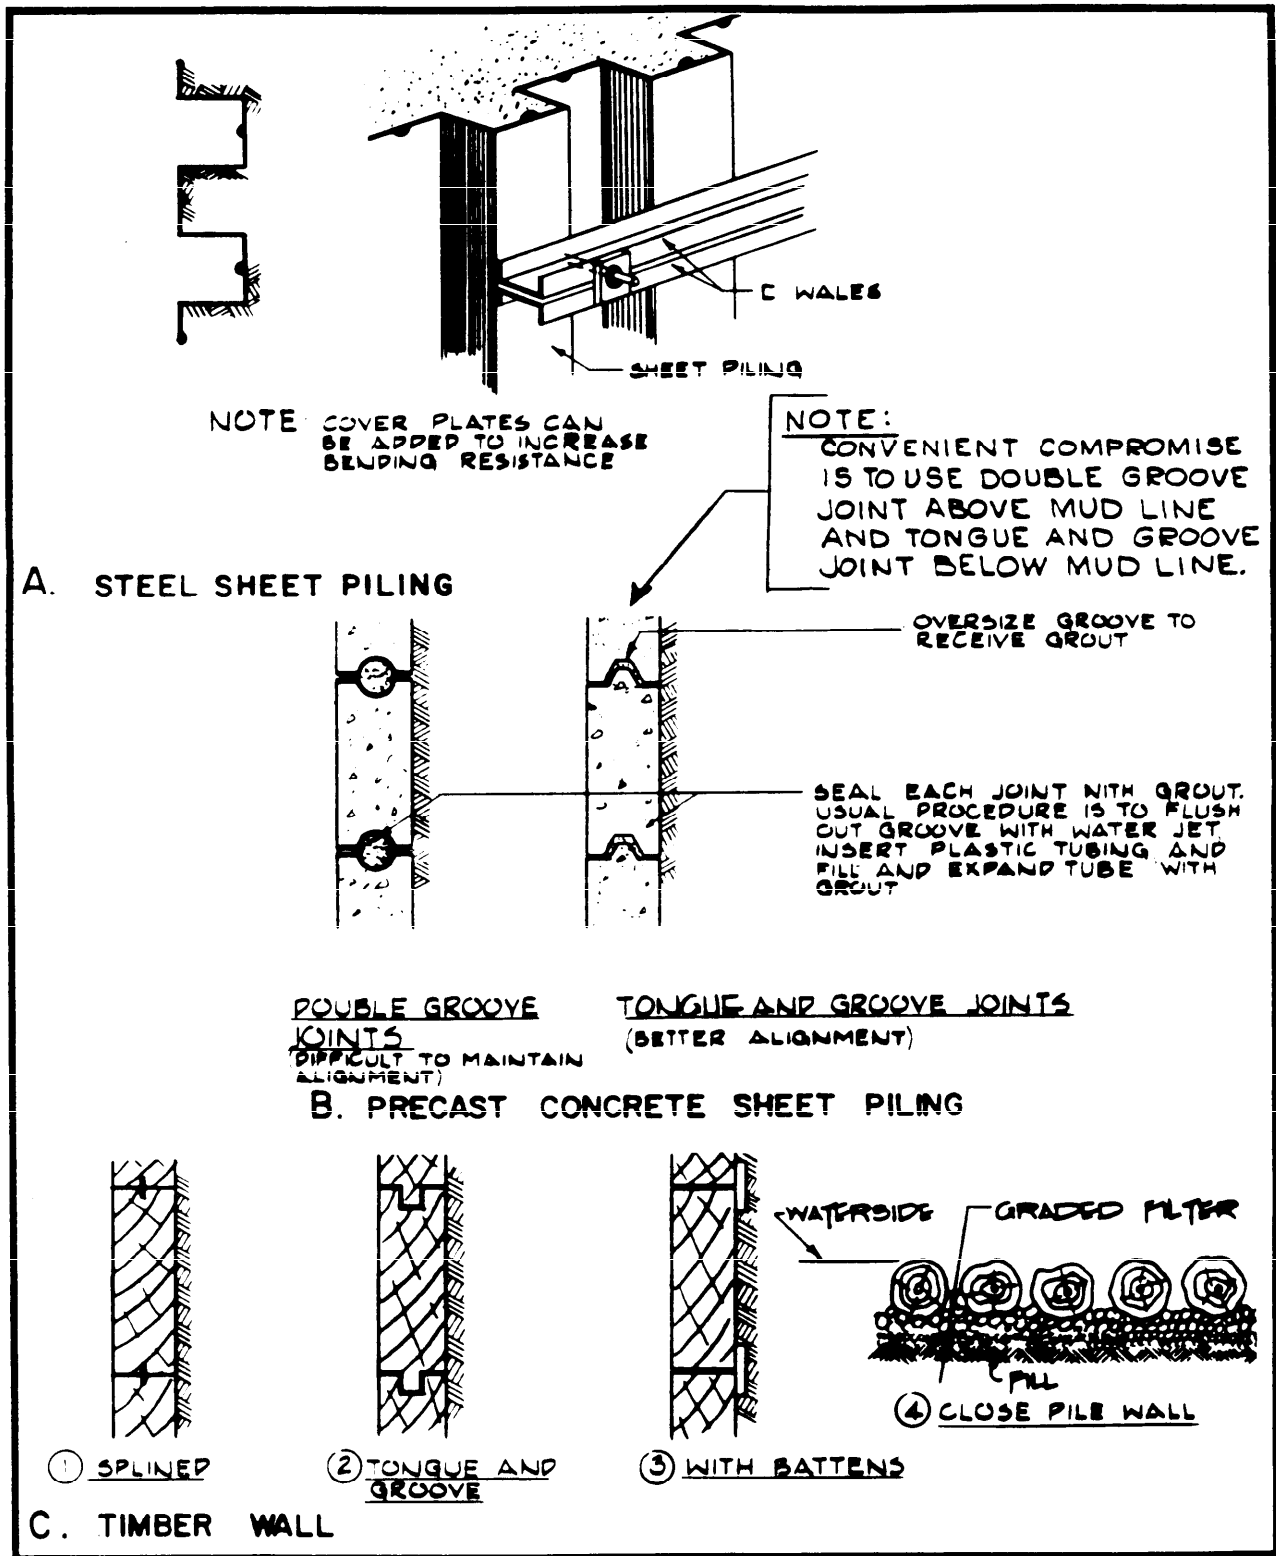 [ WALES
SHEET PILING
NOTE COVER PLATES CAN
BE ADDED TO INCREASE
BENDING RESISTANCE
NOTE:
CONVENIENT COMPROMISE
IS TO USE DOUBLE GROOVE
JOINT ABOVE MUD LINE
AND TONGUE AND GROOVE
JOINT BELOW MUD LINE.
A. STEEL SHEET PILING
OVERSIZE GROOVE TO
RECEIVE GROUT
SEAL EACH JOINT NITH GROUT.
USUAL PROCEDURE IS TO FLUSH
OUT GROOVE WITH WATER JET,
INSERT PLASTIC TUBING AND
FILL AND EXPAND TUBE WITH
GROUT
DOUBLE GROOVE
JOINTS
(DIFFICULT TO MAINTAIN
ALIGNMENT)
TONGUE AND GROOVE JOINTS
(BETTER ALIGNMENT)
B. PRECAST CONCRETE SHEET PILING
WATERSIDE
GRADED FILTER
FILL
4 CLOSE PILE WALL
1 SPLINED
2 TONGUE AND
GROOVE
3 WITH BATTENS
C. TIMBER WALL